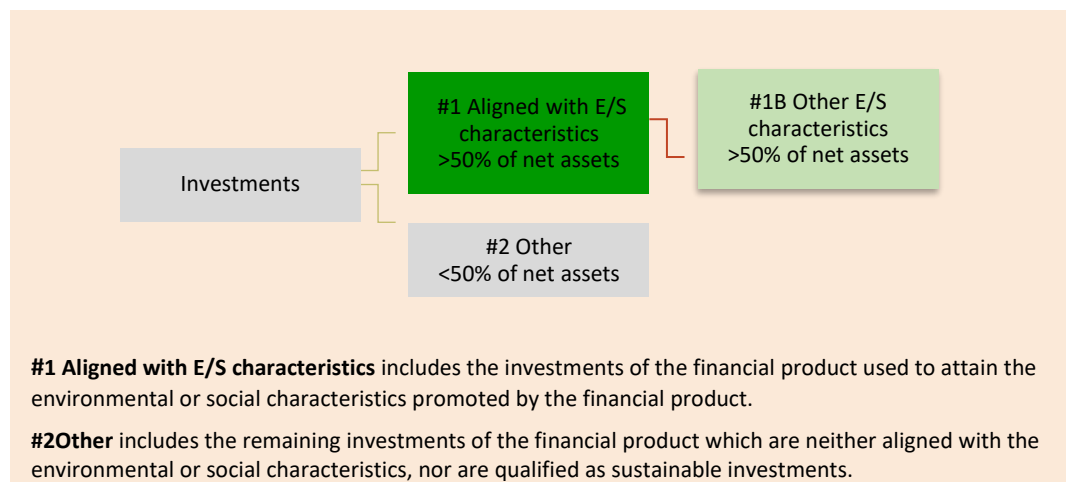 #1 Aligned with E/S
characteristics
>50% of net assets
#1B Other E/S
characteristics
>50% of net assets
Investments
#2 Other
<50% of net assets
#1 Aligned with E/S characteristics includes the investments of the financial product used to attain the
environmental or social characteristics promoted by the financial product.
#2Other includes the remaining investments of the financial product which are neither aligned with the
environmental or social characteristics, nor are qualified as sustainable investments.